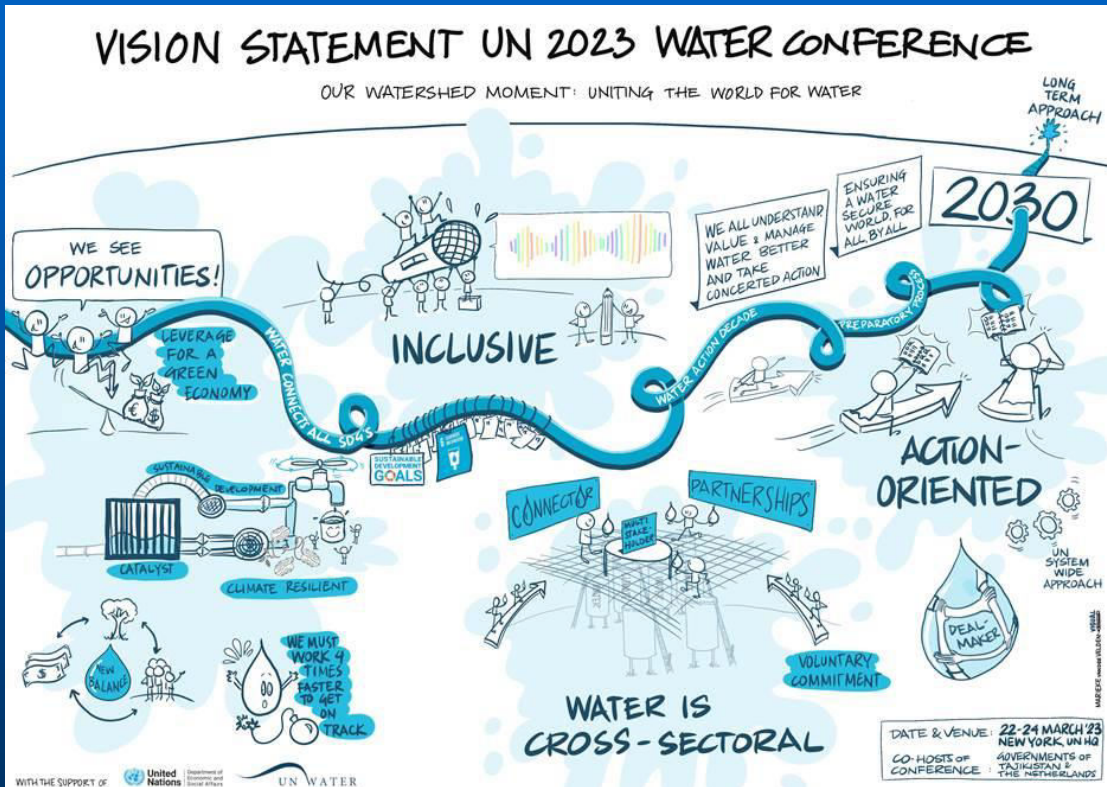 VISION STATEMENT UN 2023 WATER CONFERENCE
OUR WATERSHED MOMENT: UNITING THE WORLD FOR WATER
LONG
TERM
APPROACH
2030
ENSURING
A WATER
SECURE
WORLD, FOR
ALL, BY ALL
WE ALL UNDERSTAND
VALUE & MANAGE
WATER BETTER
AND TAKE
CONCERTED ACTION
WE SEE
OPPORTUNITIES!
LEVERAGE
FOR A
GREEN
ECONOMY
WATER CONNECTS ALL SDG'S
INCLUSIVE
WATER ACTION DECADE
PREPARATORY PROCESS
SUSTAINABLE
DEVELOPMENT
GOALS
ACTION-
ORIENTED
SUSTAINABLE
DEVELOPMENT
CATALYST
CLIMATE RESILIENT
CONNECTOR
PARTNERSHIPS
MULTI
STAKE-
HOLDER
UN
SYSTEM
WIDE
APPROACH
DEAL-
MAKER
NEW
BALANCE
WE MUST
WORK 4
TIMES
FASTER
TO GET
ON
TRACK
VOLUNTARY
COMMITMENT
WATER IS
CROSS-SECTORAL
DATE & VENUE: 22-24 MARCH '23
NEW YORK, UN HQ
CO-HOSTS OF CONFERENCE: GOVERNMENTS OF
TAJIKISTAN &
THE NETHERLANDS
WITH THE SUPPORT OF
United
Nations
Department of
Economic and
Social Affairs
UN WATER